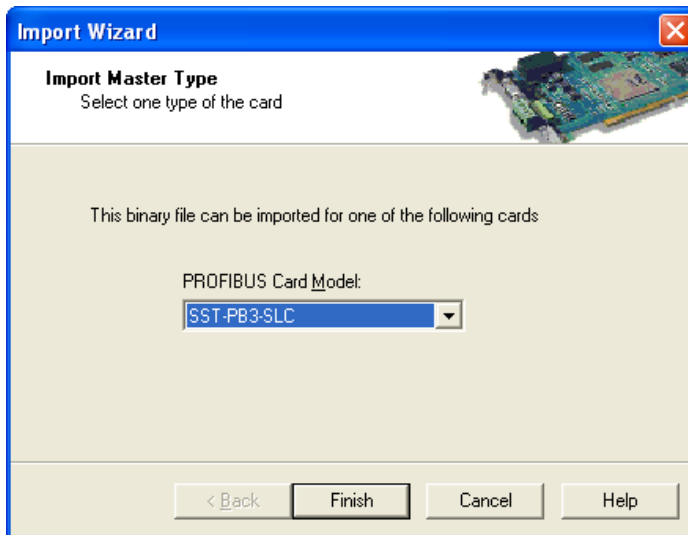 Import Wizard
Import Master Type
Select one type of the card
This binary file can be imported for one of the following cards
PROFIBUS Card Model:
SST-PB3-SLC
< Back
Finish
Cancel
Help